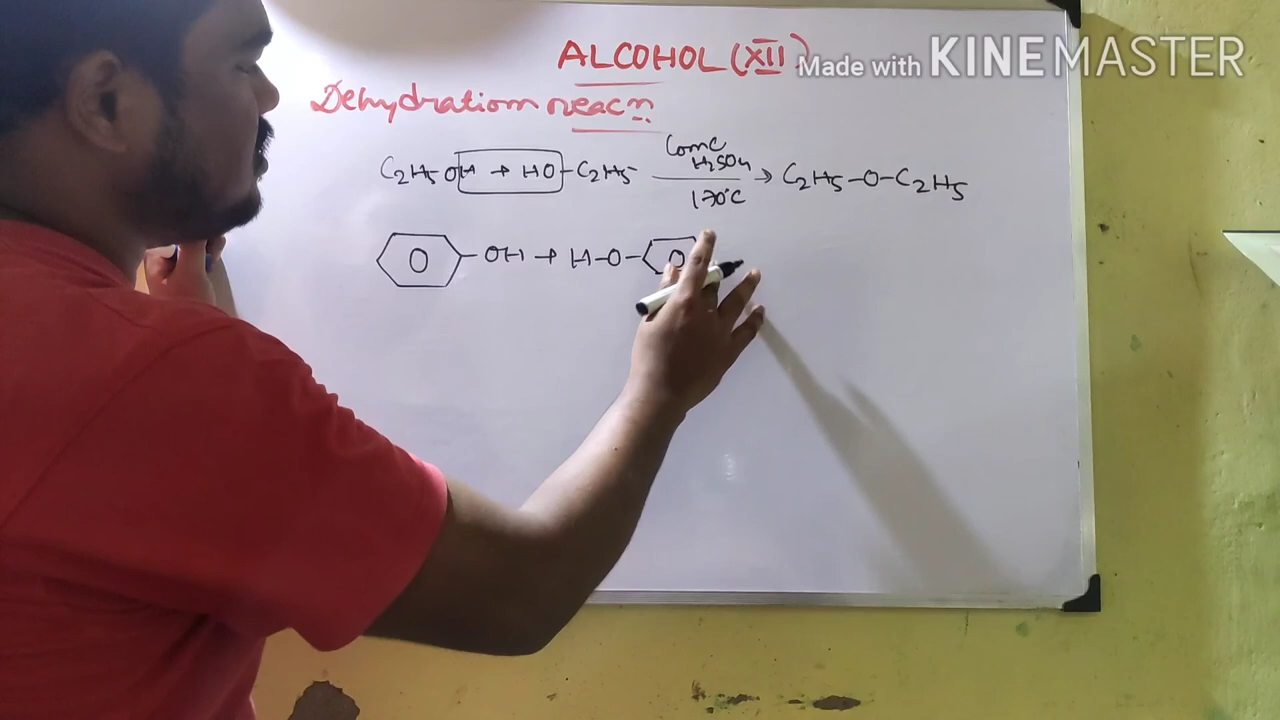 ALCOHOL (XII)
Made with KINEMASTER
Dehydration reacn
C2H5 OH + HO-C2H5 Conc H2SO4 170°C → C2H5-O-C2H5
OH + H-O-